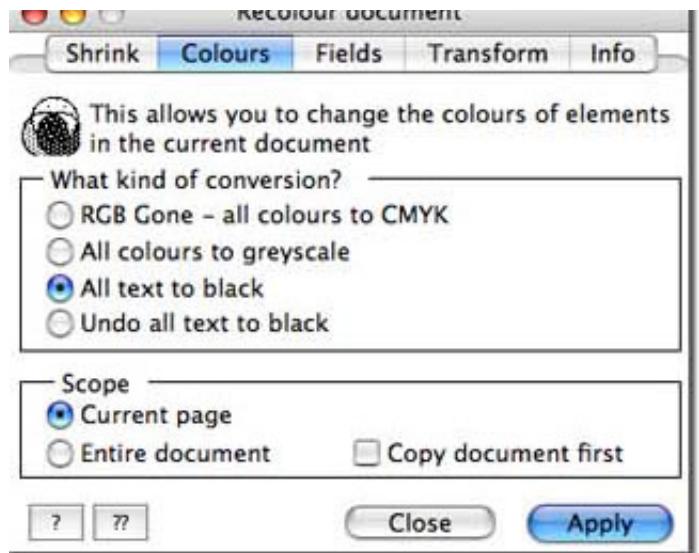 Recolour document
Shrink Colours Fields Transform Info
This allows you to change the colours of elements
in the current document
What kind of conversion?
RGB Gone – all colours to CMYK
All colours to greyscale
All text to black
Undo all text to black
Scope
Current page
Entire document Copy document first
? ?? Close Apply